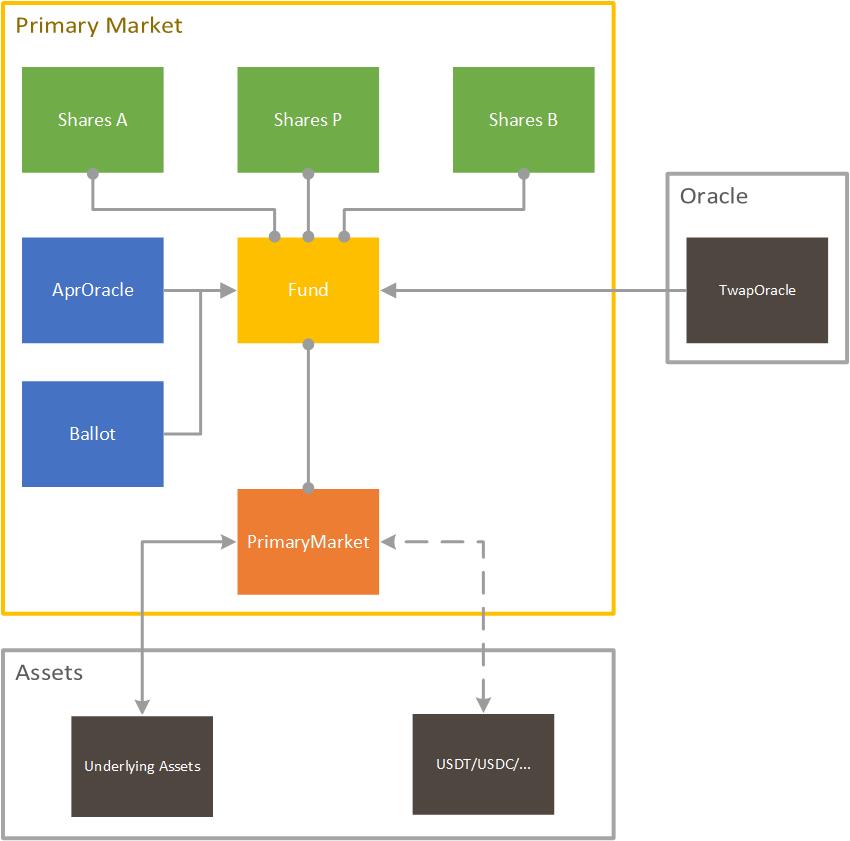 Primary Market
Shares A
Shares P
Shares B
Oracle
AprOracle
Fund
TwapOracle
Ballot
PrimaryMarket
Assets
Underlying Assets
USDT/USDC/...